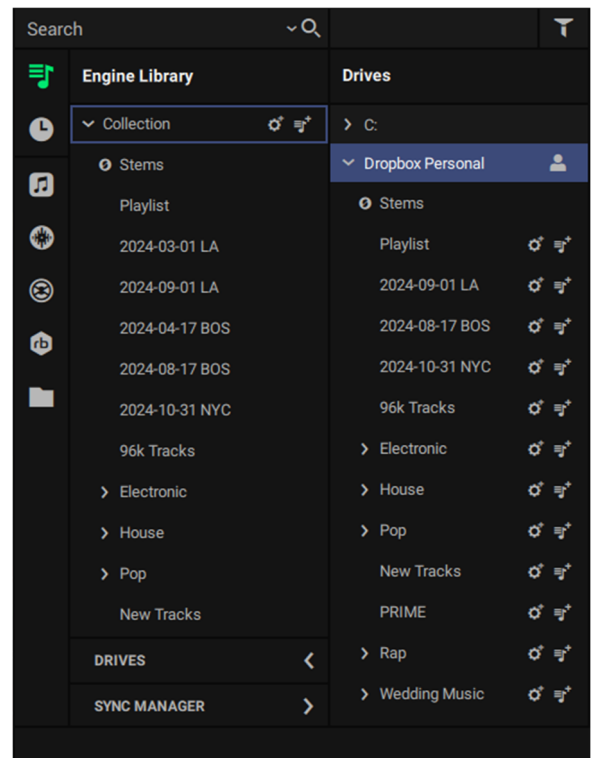 Search
Engine Library
Collection
Stems
Playlist
2024-03-01 LA
2024-09-01 LA
2024-04-17 BOS
2024-08-17 BOS
2024-10-31 NYC
96k Tracks
Electronic
House
Pop
New Tracks
DRIVES
SYNC MANAGER
rb
Drives
C:
Dropbox Personal
Stems
Playlist
2024-09-01 LA
2024-08-17 BOS
2024-10-31 NYC
96k Tracks
Electronic
House
Pop
New Tracks
PRIME
Rap
Wedding Music